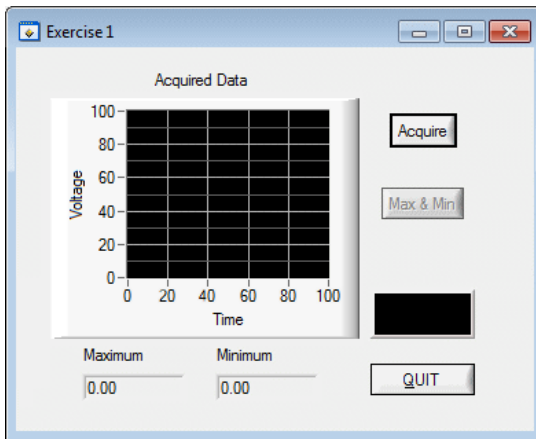 Exercise 1
Acquired Data
100
80
60
40
20
0
Voltage
0 20 40 60 80 100
Time
Acquire
Max & Min
Maximum Minimum
0.00 0.00
QUIT